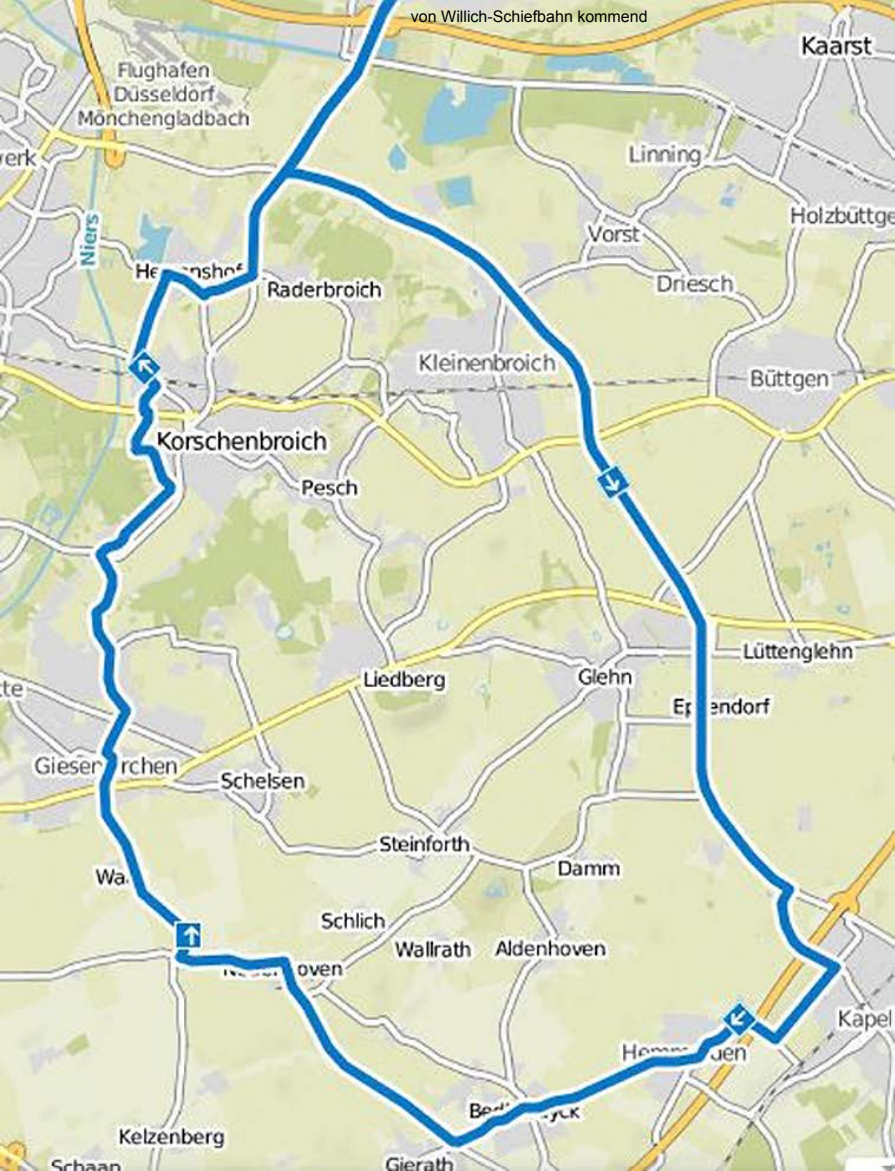 von Willich-Schiefbahn kommend
Kaarst
Flughafen
Düsseldorf
Mönchengladbach
Linning
Holzbüttge
Niers
Vorst
Driesch
Raderbroich
Kleinenbroich
Büttgen
Korschenbroich
Pesch
Lüttenglehn
Liedberg
Glehn
Schelsen
Steinforth
Damm
Schlich
Wallrath
Aldenhoven
Kapel
Kelzenberg
Gierath
Schaan